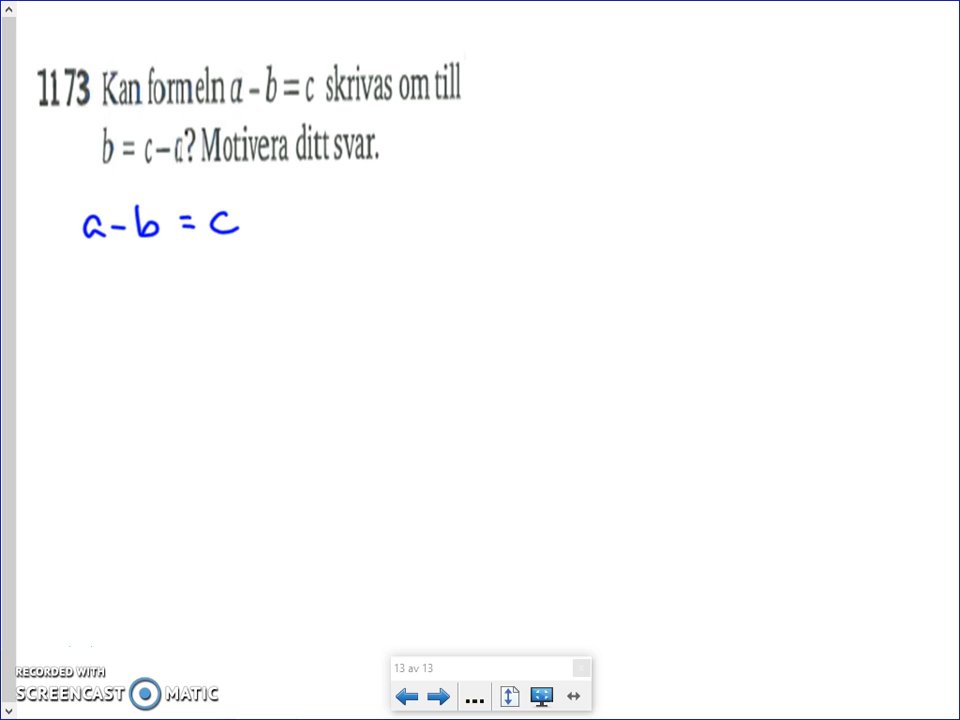 1173 Kan formeln a – b = c skrivas om till
b = c – a? Motivera ditt svar.
a - b = c
13 av 13
RECORDED WITH
SCREENCAST MATIC